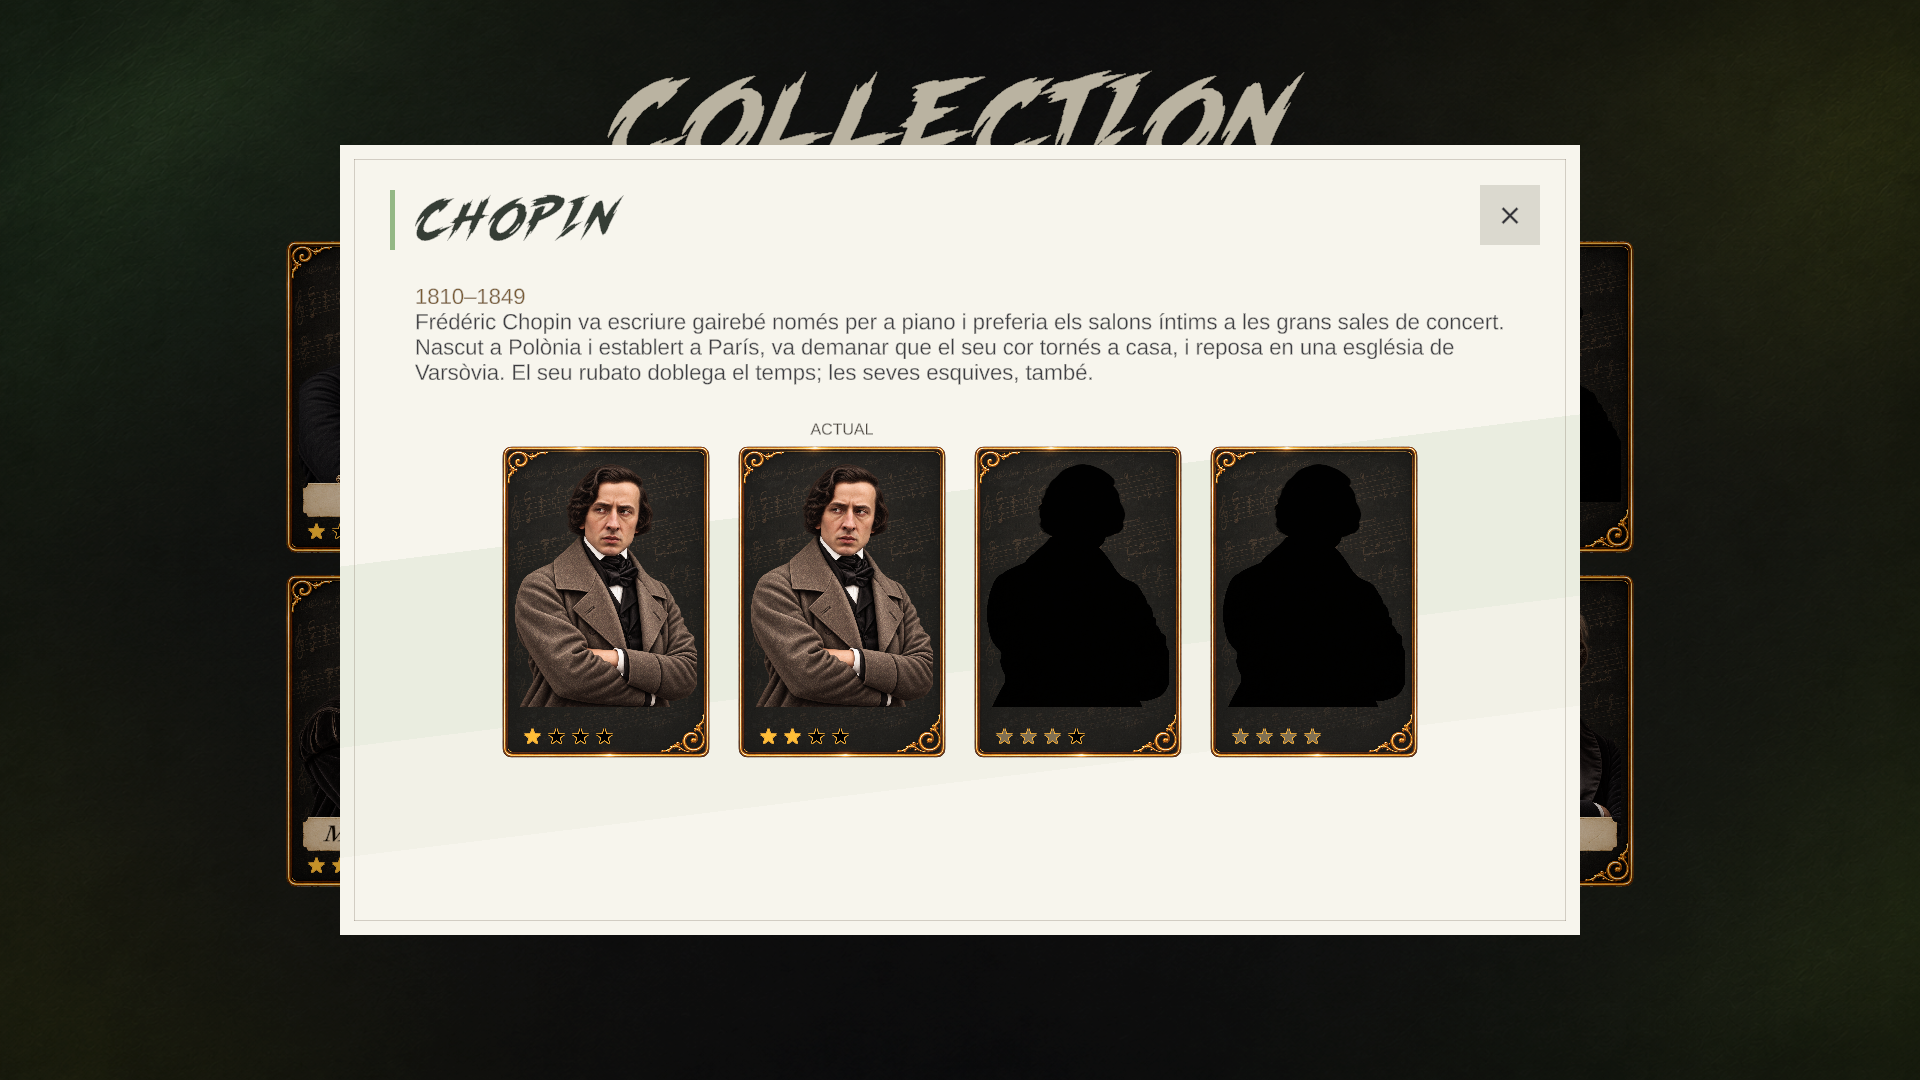 COLLECTION
CHOPIN
1810–1849
Frédéric Chopin va escriure gairebé només per a piano i preferia els salons íntims a les grans sales de concert.
Nascut a Polònia i establert a París, va demanar que el seu cor tornés a casa, i reposa en una església de
Varsòvia. El seu rubato doblega el temps; les seves esquives, també.
ACTUAL
M